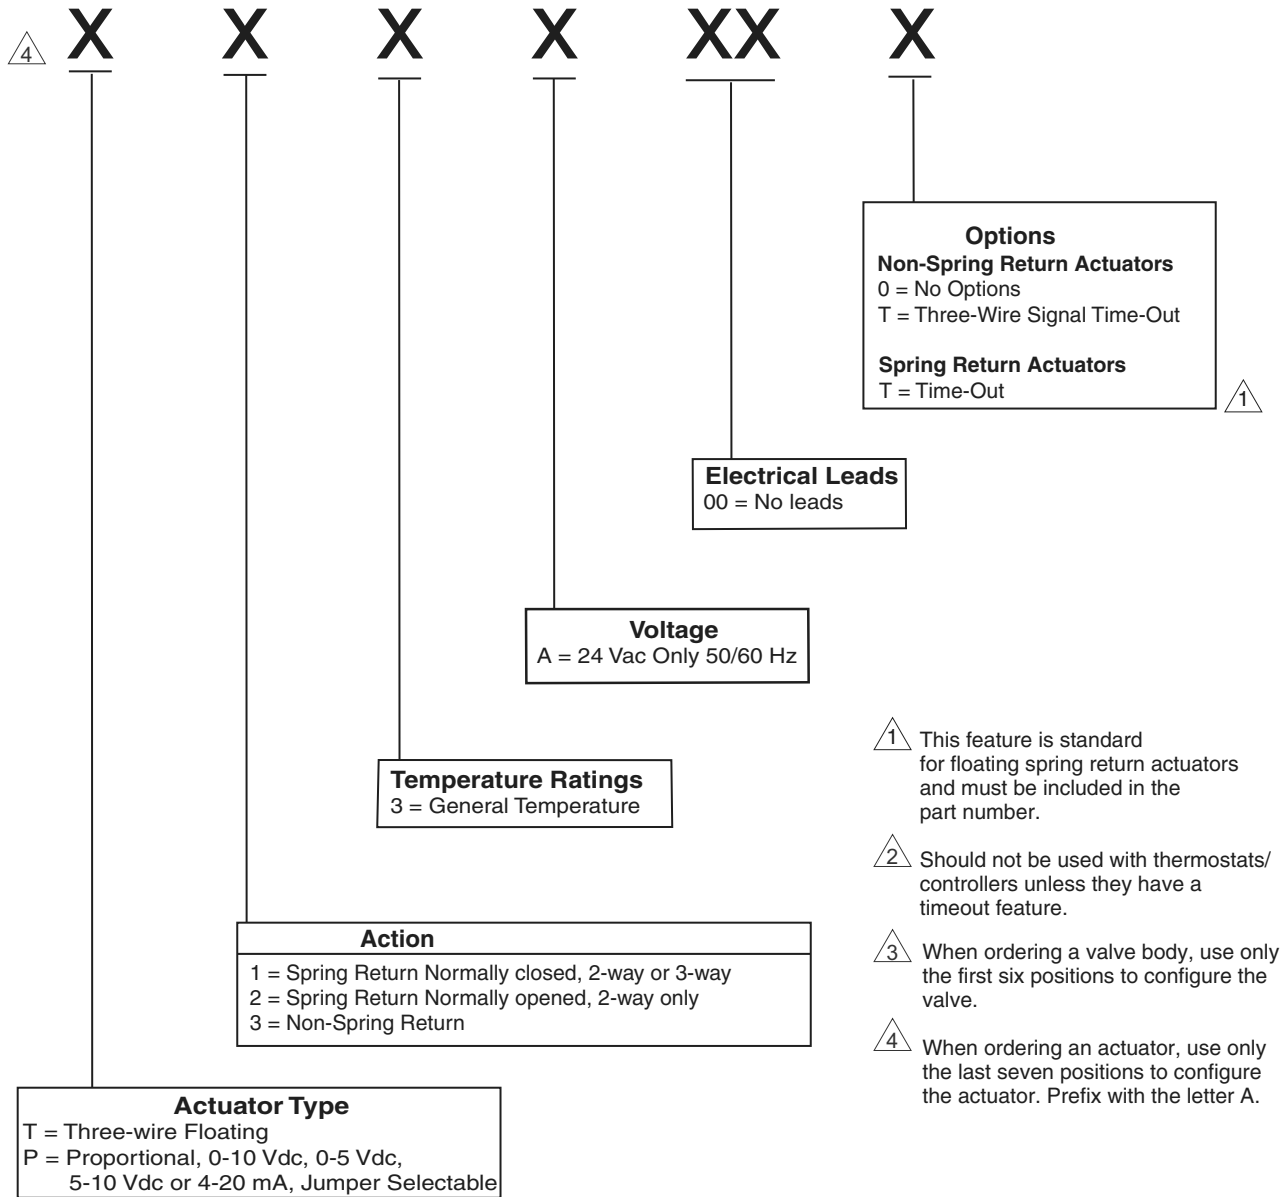 4 X X X X XX X
Options
Non-Spring Return Actuators
0 = No Options
T = Three-Wire Signal Time-Out
Spring Return Actuators
T = Time-Out
1
Electrical Leads
00 = No leads
Voltage
A = 24 Vac Only 50/60 Hz
Temperature Ratings
3 = General Temperature
Action
1 = Spring Return Normally closed, 2-way or 3-way
2 = Spring Return Normally opened, 2-way only
3 = Non-Spring Return
Actuator Type
T = Three-wire Floating
P = Proportional, 0-10 Vdc, 0-5 Vdc,
5-10 Vdc or 4-20 mA, Jumper Selectable
1 This feature is standard
for floating spring return actuators
and must be included in the
part number.
2 Should not be used with thermostats/
controllers unless they have a
timeout feature.
3 When ordering a valve body, use only
the first six positions to configure the
valve.
4 When ordering an actuator, use only
the last seven positions to configure
the actuator. Prefix with the letter A.